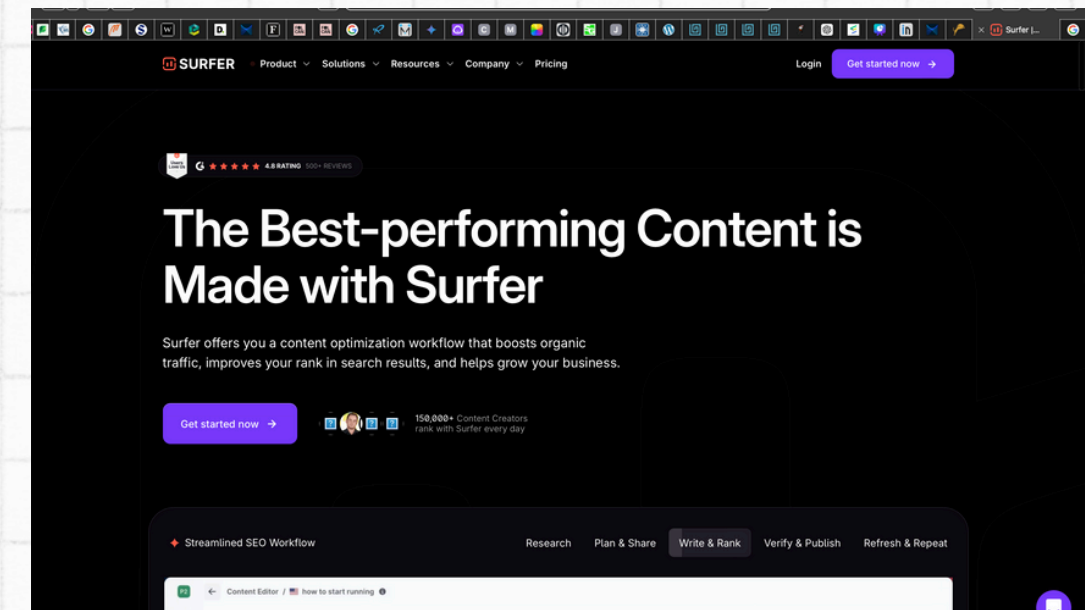 Surfer |...
SURFER
Product
Solutions
Resources
Company
Pricing
Login
Get started now
Users
Love Us
4.8 RATING 500+ REVIEWS
The Best-performing Content is
Made with Surfer
Surfer offers you a content optimization workflow that boosts organic
traffic, improves your rank in search results, and helps grow your business.
Get started now
150,000+ Content Creators
rank with Surfer every day
Streamlined SEO Workflow
Research
Plan & Share
Write & Rank
Verify & Publish
Refresh & Repeat
Content Editor / how to start running